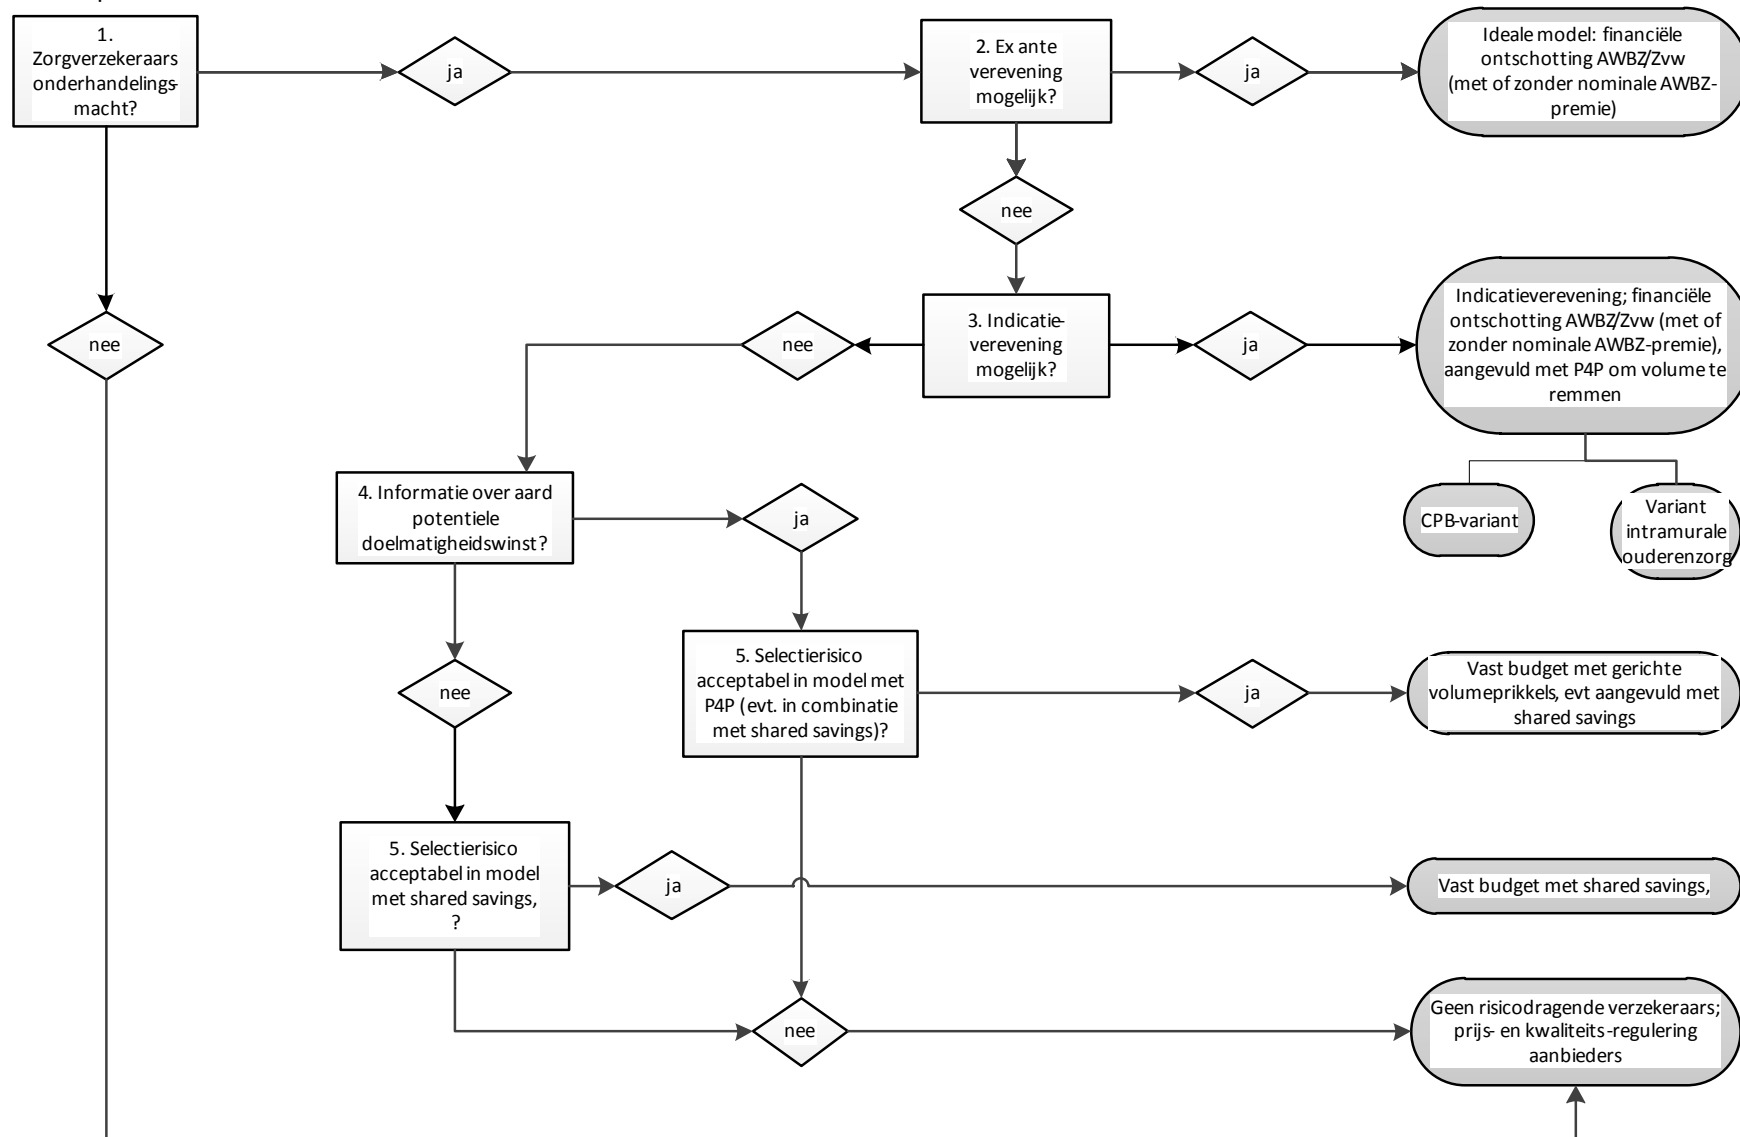 1.
Zorgverzekeraars
onderhandelings-
macht?
ja
2. Ex ante
verevening
mogelijk?
ja
Ideale model: financiële
ontschotting AWBZ/Zvw
(met of zonder nominale AWBZ-
premie)
nee
nee
nee
3. Indicatie-
verevening
mogelijk?
ja
Indicatieverevening; financiële
ontschotting AWBZ/Zvw (met of
zonder nominale AWBZ-premie),
aangevuld met P4P om volume te
remmen
CPB-variant
Variant
intramurale
ouderenzorg
4. Informatie over aard
potentiele
doelmatigheidswinst?
ja
nee
5. Selectierisico
acceptabel in model met
P4P (evt. in combinatie
met shared savings)?
ja
Vast budget met gerichte
volumeprikkels, evt aangevuld met
shared savings
5. Selectierisico
acceptabel in model
met shared savings,
?
ja
Vast budget met shared savings,
nee
Geen risicodragende verzekeraars;
prijs- en kwaliteits-regulering
aanbieders